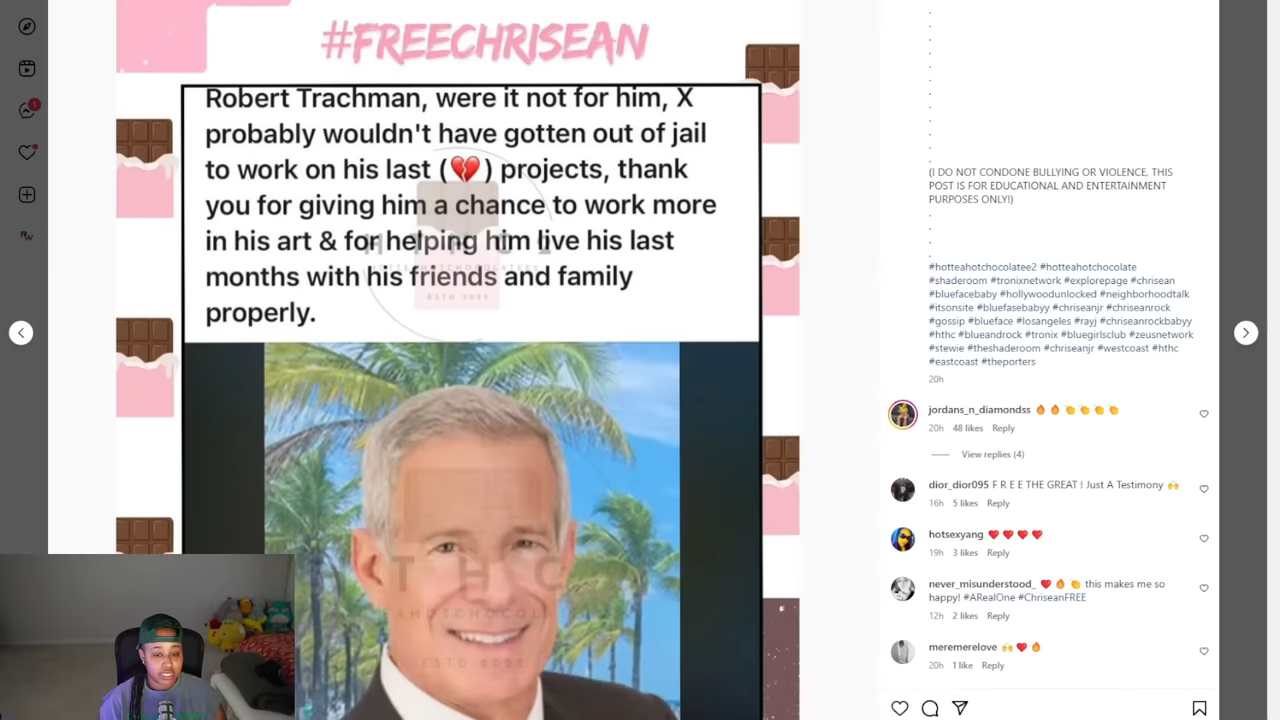 #FREECHRISEAN
Robert Trachman, were it not for him, X
probably wouldn't have gotten out of jail
to work on his last (💔) projects, thank
you for giving him a chance to work more
in his art & for helping him live his last
months with his friends and family
properly.
ESTD 2022
T H C
ESTD 2022
1
.
.
.
.
.
.
.
.
.
.
.
.
(I DO NOT CONDONE BULLYING OR VIOLENCE, THIS
POST IS FOR EDUCATIONAL AND ENTERTAINMENT
PURPOSES ONLY!)
.
.
.
.
#hotteahotchocolatee2 #hotteahotchocolate
#shaderoom #tronixnetwork #explorepage #chrisean
#bluefacebaby #hollywoodunlocked #neighborhoodtalk
#itsonsite #bluefasebabyy #chriseanjr #chriseanrock
#gossip #blueface #losangeles #rayj #chriseanrockbabyy
#hthc #blueandrock #tronix #bluegirlsclub #zeusnetwork
#stewie #theshaderoom #chriseanjr #westcoast #hthc
#eastcoast #theporters
20h
jordans_n_diamondss 🔥 🔥 👏 👏 👏 👏
20h 48 likes Reply
View replies (4)
dior_dior095 F R E E THE GREAT ! Just A Testimony 🙌
16h 5 likes Reply
hotsexyang ❤️ ❤️ ❤️ ❤️
19h 3 likes Reply
never_misunderstood_ ❤️ 🔥 👏 this makes me so
happy! #ARealOne #ChriseanFREE
12h 2 likes Reply
meremerelove 🙌 ❤️ 🔥
20h 1 like Reply